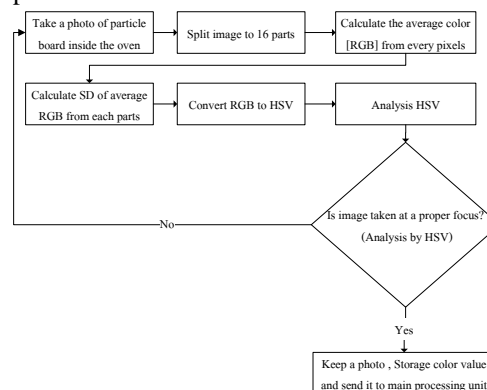 Take a photo of particle
board inside the oven
Split image to 16 parts
Calculate the average color
[RGB] from every pixels
Calculate SD of average
RGB from each parts
Convert RGB to HSV
Analysis HSV
Is image taken at a proper focus?
(Analysis by HSV)
No
Yes
Keep a photo , Storage color value
and send it to main processing unit